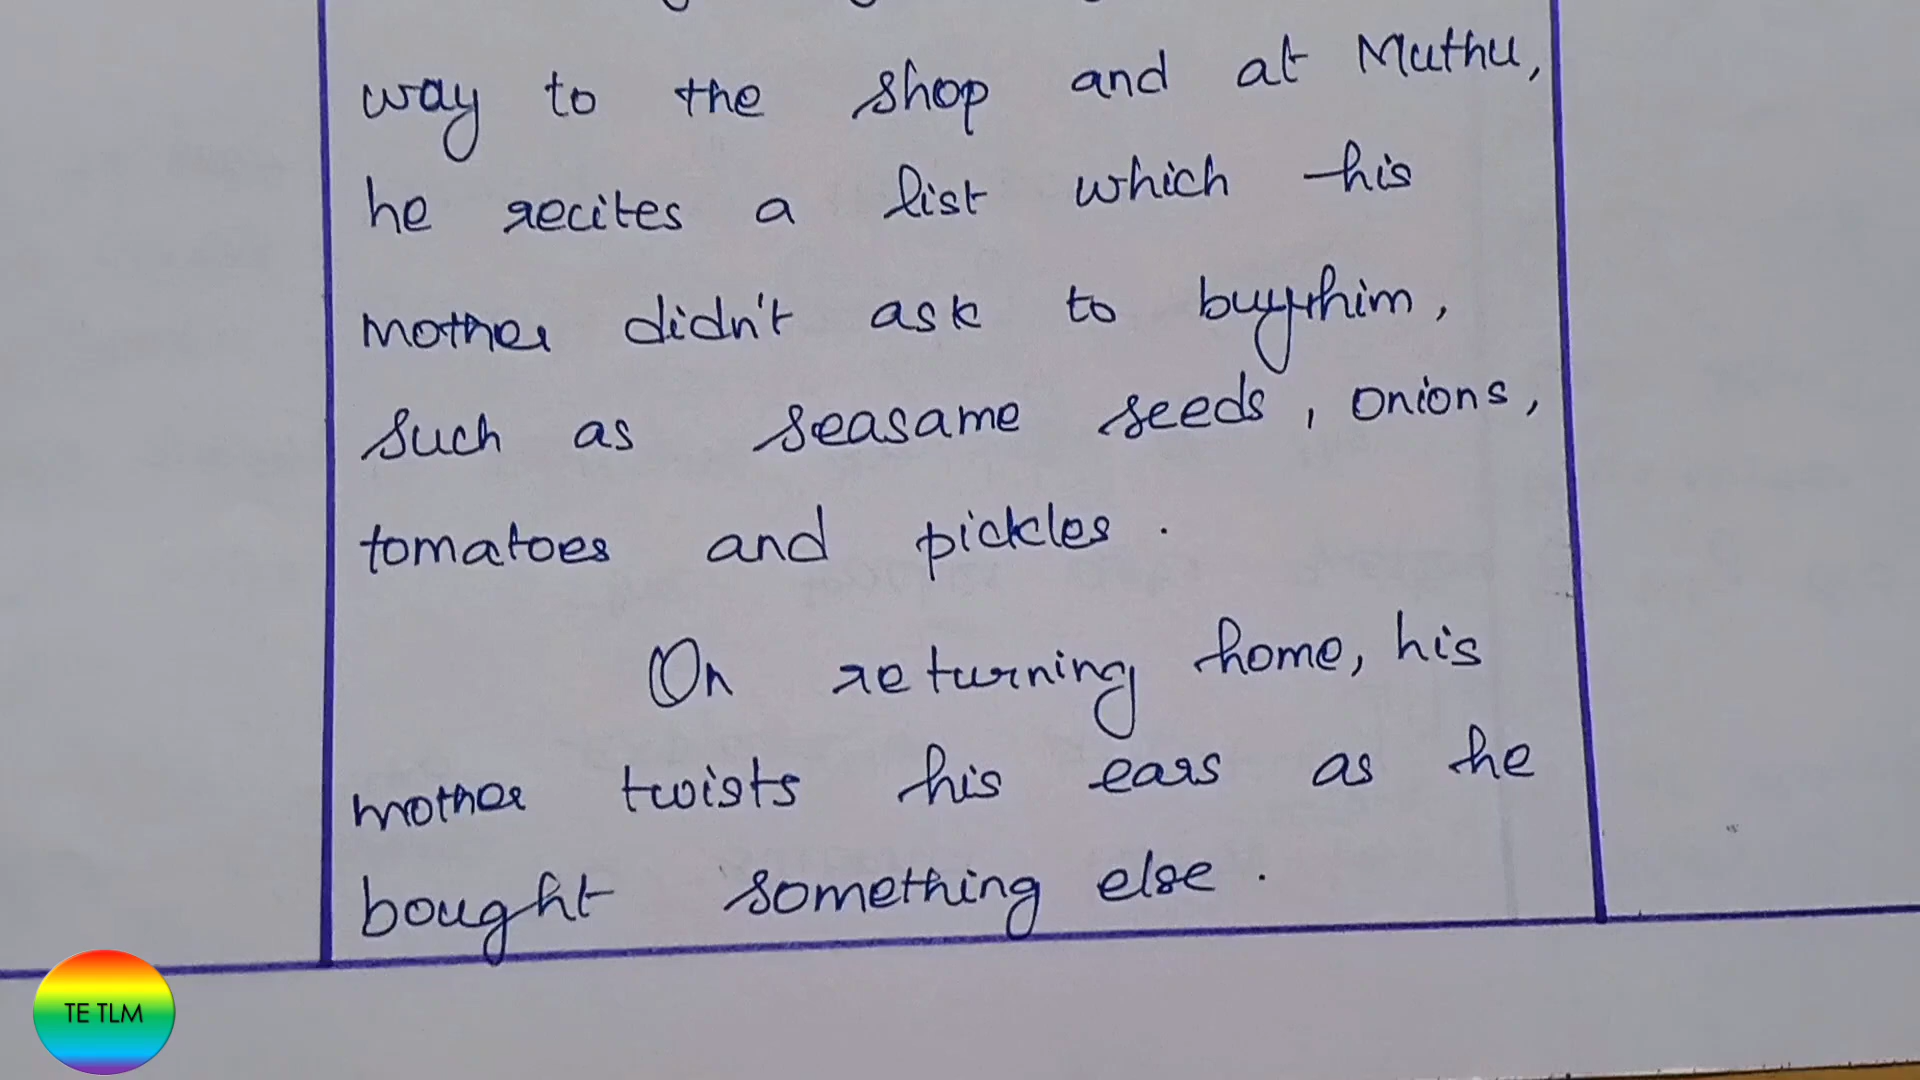 way to the shop and at Muthu,
he recites a list which his
mother didn't ask to buy him,
such as seasame seeds, onions,
tomatoes and pickles.
On returning home, his
mother twists his ears as he
bought something else.
TE TLM